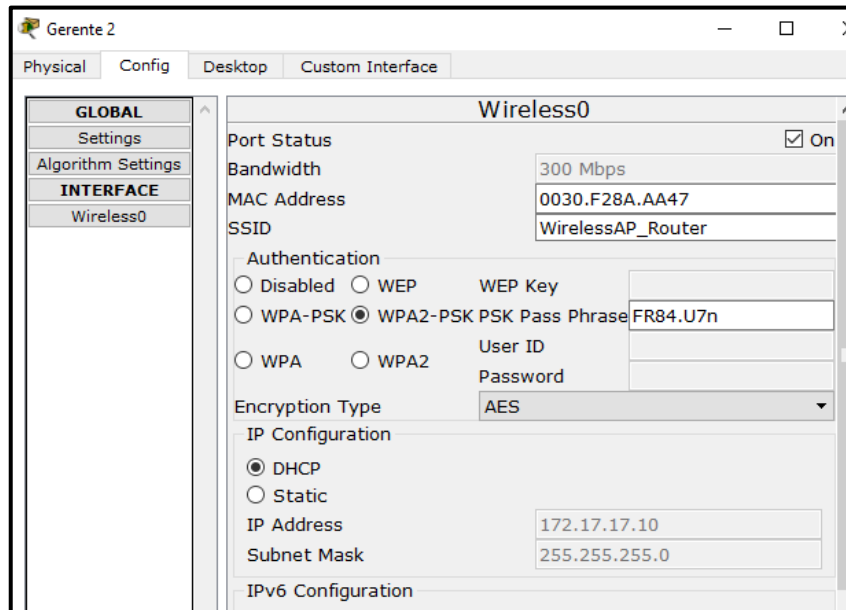 Gerente 2
Physical Config Desktop Custom Interface
GLOBAL
Settings
Algorithm Settings
INTERFACE
Wireless0
Wireless0
Port Status On
Bandwidth 300 Mbps
MAC Address 0030.F28A.AA47
SSID WirelessAP_Router
Authentication
Disabled WEP WEP Key
WPA-PSK WPA2-PSK PSK Pass Phrase FR84.U7n
User ID
WPA WPA2
Password
Encryption Type AES
IP Configuration
DHCP
Static
IP Address 172.17.17.10
Subnet Mask 255.255.255.0
IPv6 Configuration